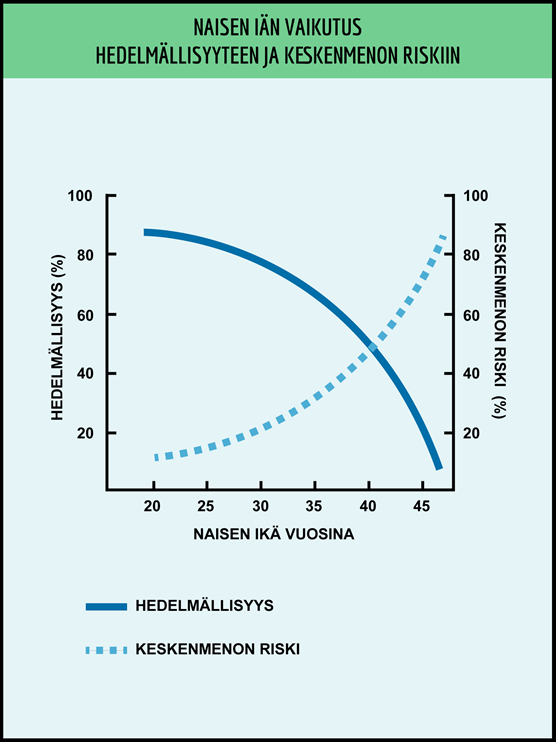 NAISEN IÄN VAIKUTUS
HEDELMÄLLISYYTEEN JA KESKENMENON RISKIIN
100
80
60
40
20
HEDELMÄLLISYYS (%)
100
80
60
40
20
KESKENMENON RISKI (%)
20 25 30 35 40 45
NAISEN IKÄ VUOSINA
HEDELMÄLLISYYS
KESKENMENON RISKI